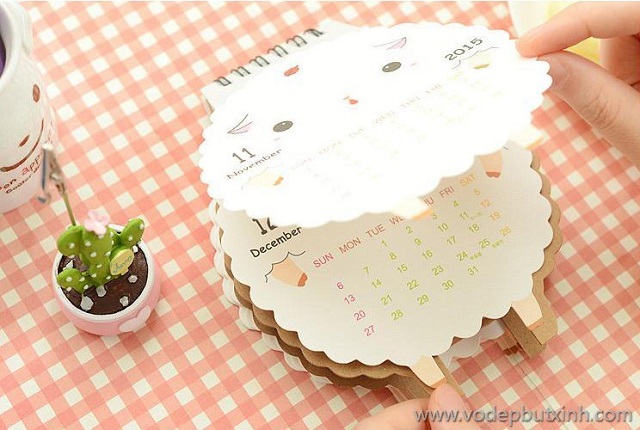 2015
11
November
12
December
SUN MON TUE WED THU FRI SAT
1 2 3 4 5
6 7 8 9 10 11 12
13 14 15 16 17 18 19
20 21 22 23 24 25 26
27 28 29 30 31
www.vodepbutxinh.com